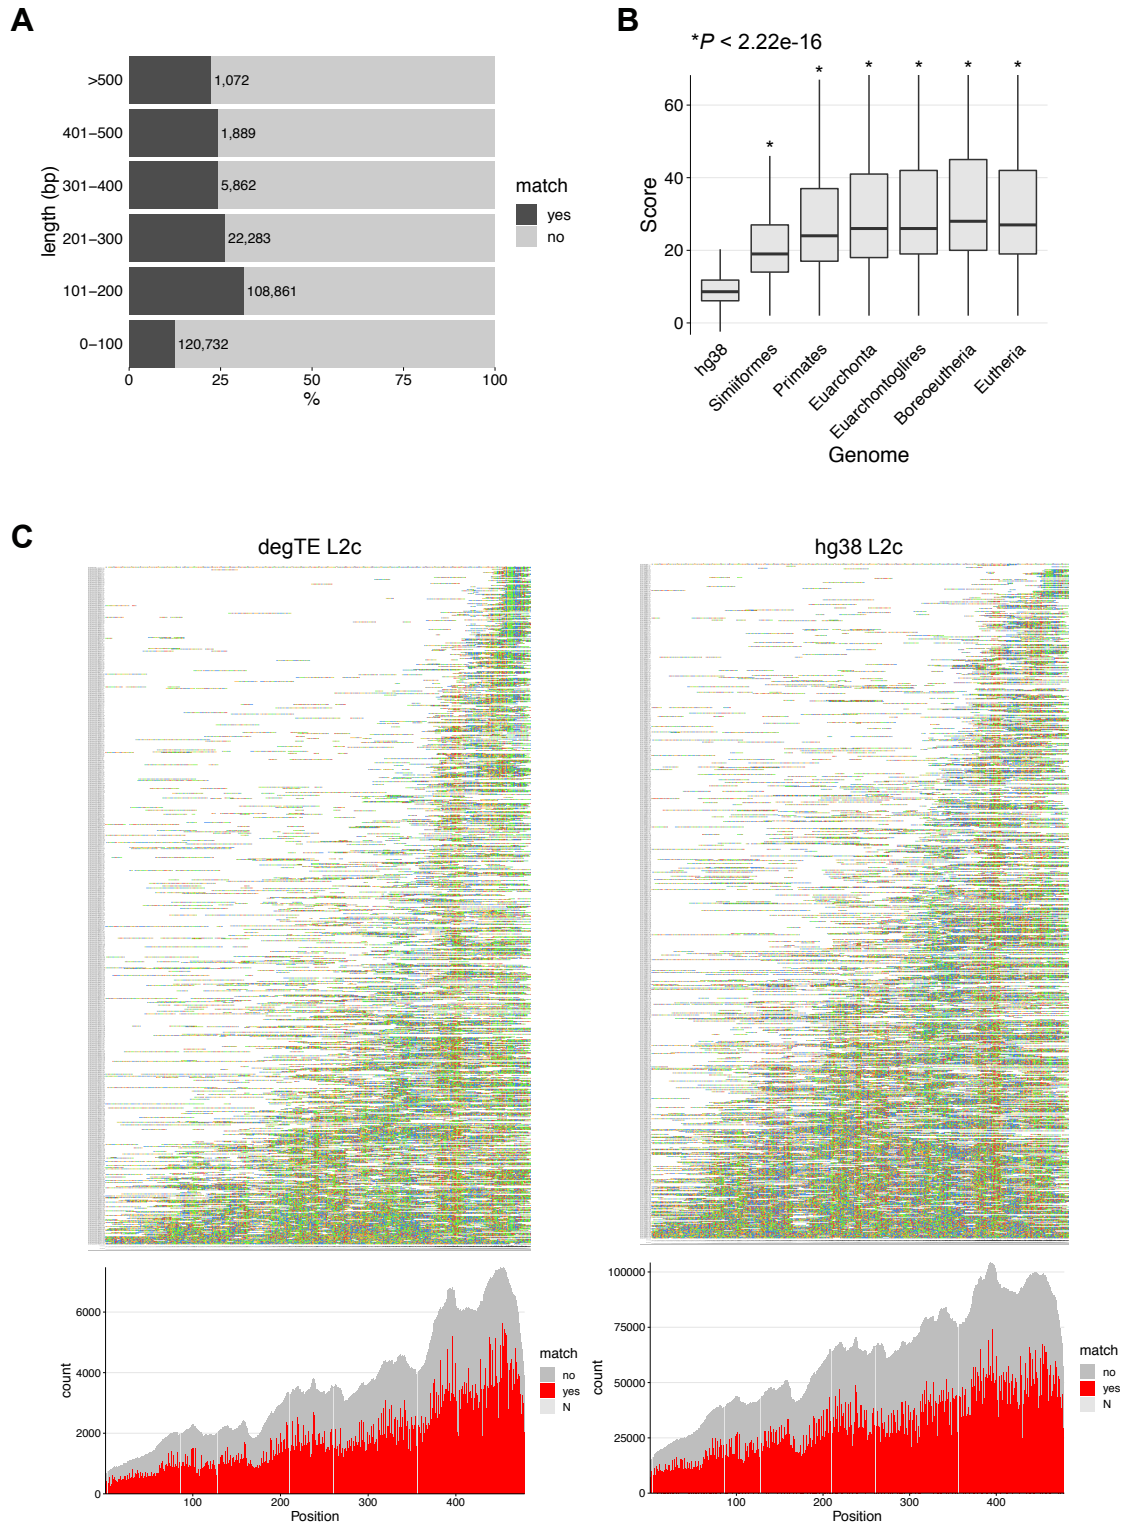 A
>500
1,072
401−500
1,889
301−400
5,862
201−300
22,283
101−200
108,861
0−100
120,732
0
25
50
75
100
%
length (bp)
match
yes
no
B
*P < 2.22e-16
*
*
*
*
*
*
60
40
20
0
Score
hg38
Simiiformes
Primates
Euarchonta
Euarchontoglires
Boreoeutheria
Eutheria
Genome
C
degTE L2c
hg38 L2c
6000
4000
2000
0
count
100
200
300
400
Position
match
no
yes
N
100000
75000
50000
25000
0
count
100
200
300
400
Position
match
no
yes
N